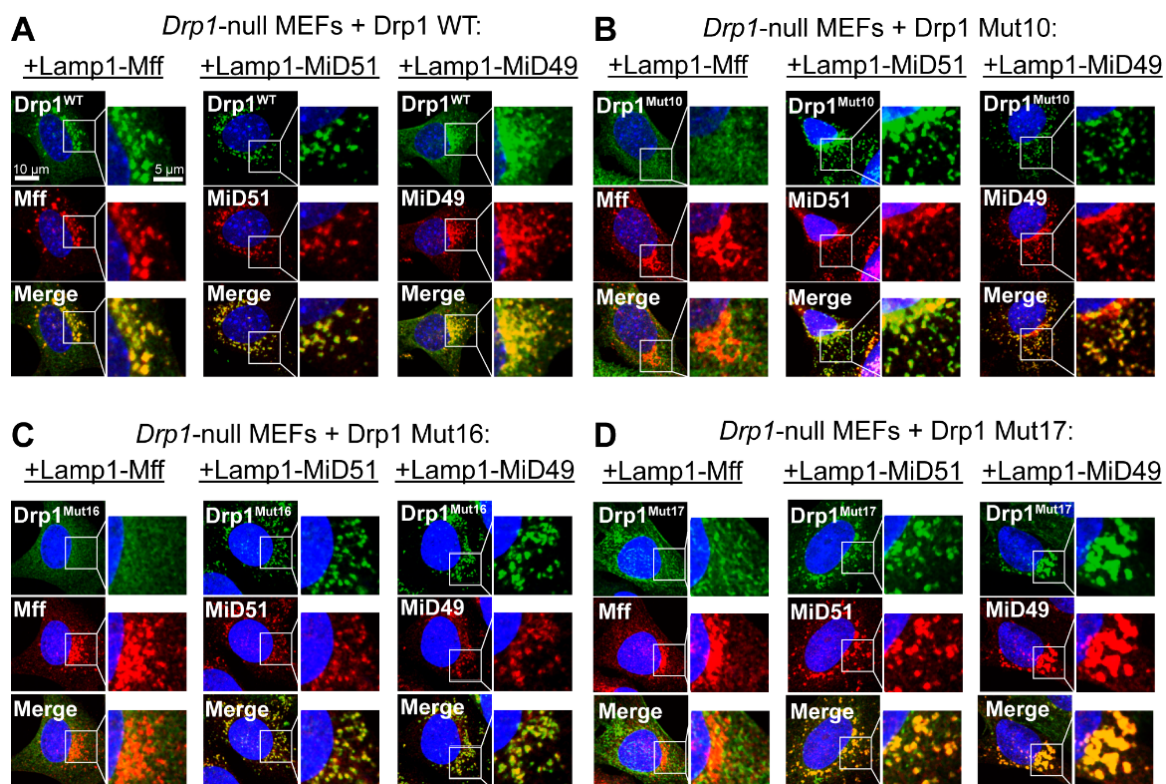 A
Drp1-null MEFs + Drp1 WT:
+Lamp1-Mff +Lamp1-MiD51 +Lamp1-MiD49
Drp1WT Drp1WT Drp1WT
10 µm 5 µm
Mff MiD51 MiD49
Merge Merge Merge
B
Drp1-null MEFs + Drp1 Mut10:
+Lamp1-Mff +Lamp1-MiD51 +Lamp1-MiD49
Drp1Mut10 Drp1Mut10 Drp1Mut10
Mff MiD51 MiD49
Merge Merge Merge
C
Drp1-null MEFs + Drp1 Mut16:
+Lamp1-Mff +Lamp1-MiD51 +Lamp1-MiD49
Drp1Mut16 Drp1Mut16 Drp1Mut16
Mff MiD51 MiD49
Merge Merge Merge
D
Drp1-null MEFs + Drp1 Mut17:
+Lamp1-Mff +Lamp1-MiD51 +Lamp1-MiD49
Drp1Mut17 Drp1Mut17 Drp1Mut17
Mff MiD51 MiD49
Merge Merge Merge